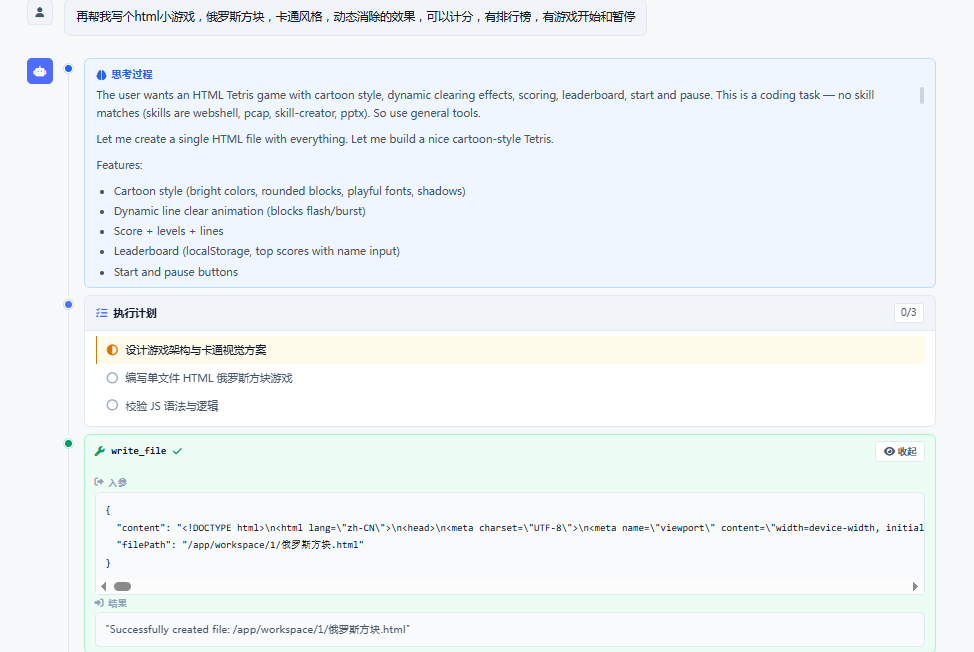 再帮我写个html小游戏，俄罗斯方块，卡通风格，动态消除的效果，可以计分，有排行榜，有游戏开始和暂停
思考过程
The user wants an HTML Tetris game with cartoon style, dynamic clearing effects, scoring, leaderboard, start and pause. This is a coding task — no skill
matches (skills are webshell, pcap, skill-creator, pptx). So use general tools.
Let me create a single HTML file with everything. Let me build a nice cartoon-style Tetris.
Features:
• Cartoon style (bright colors, rounded blocks, playful fonts, shadows)
• Dynamic line clear animation (blocks flash/burst)
• Score + levels + lines
• Leaderboard (localStorage, top scores with name input)
• Start and pause buttons
执行计划 0/3
设计游戏架构与卡通视觉方案
编写单文件 HTML 俄罗斯方块游戏
校验 JS 语法与逻辑
write_file 收起
入参
{
"content": "<!DOCTYPE html>\n<html lang=\"zh-CN\">\n<head>\n<meta charset=\"UTF-8\">\n<meta name=\"viewport\" content=\"width=device-width, initial
"filePath": "/app/workspace/1/俄罗斯方块.html"
}
结果
"Successfully created file: /app/workspace/1/俄罗斯方块.html"